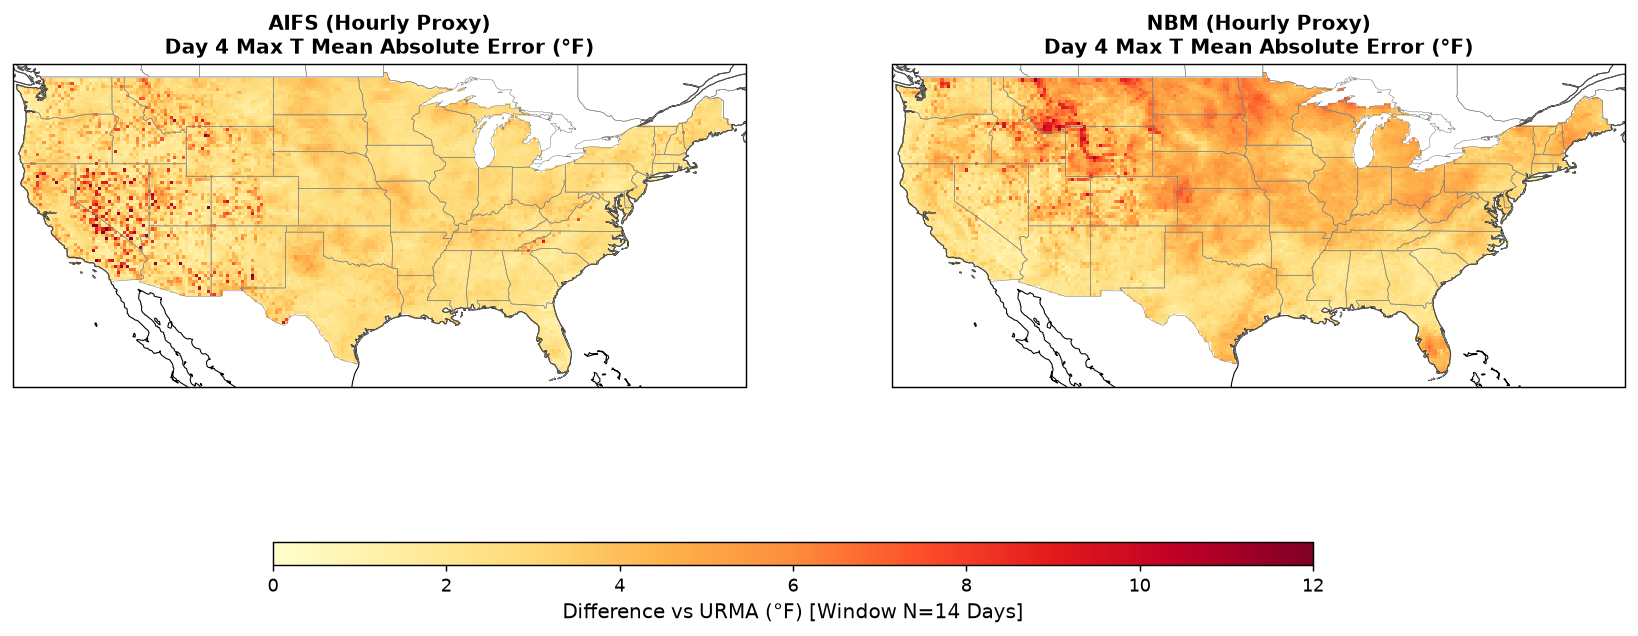 AIFS (Hourly Proxy)
Day 4 Max T Mean Absolute Error (°F)
NBM (Hourly Proxy)
Day 4 Max T Mean Absolute Error (°F)
0 2 4 6 8 10 12
Difference vs URMA (°F) [Window N=14 Days]